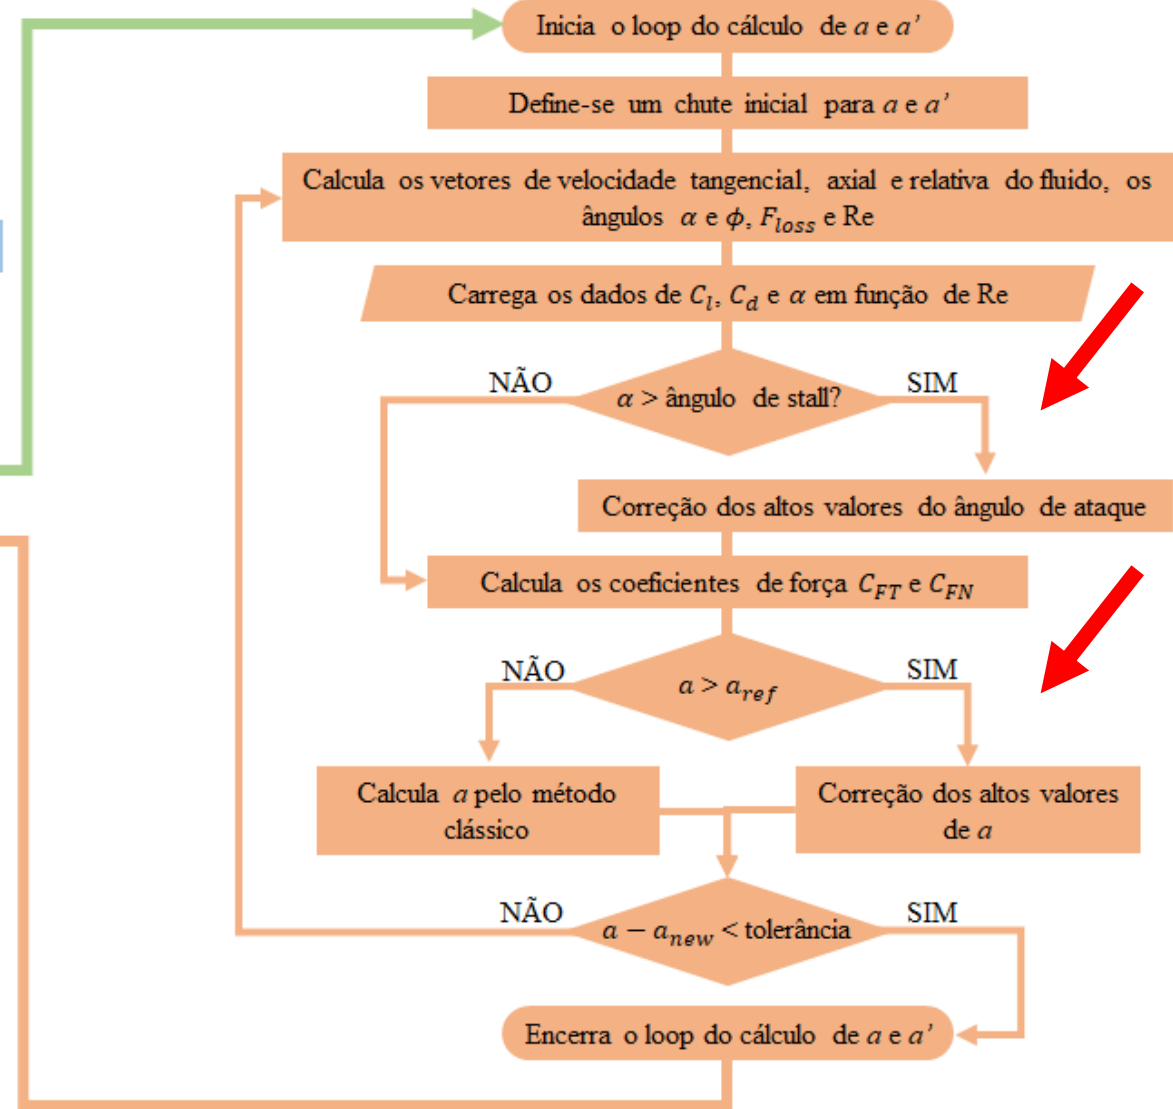 Inicia o loop do cálculo de a e a’
Define-se um chute inicial para a e a’
Calcula os vetores de velocidade tangencial, axial e relativa do fluido, os
ângulos α e ϕ, F_loss e Re
Carrega os dados de C_l, C_d e α em função de Re
NÃO
α > ângulo de stall?
SIM
Correção dos altos valores do ângulo de ataque
Calcula os coeficientes de força C_FT e C_FN
NÃO
a > a_ref
SIM
Calcula a pelo método
clássico
Correção dos altos valores
de a
NÃO
a − a_new < tolerância
SIM
Encerra o loop do cálculo de a e a’